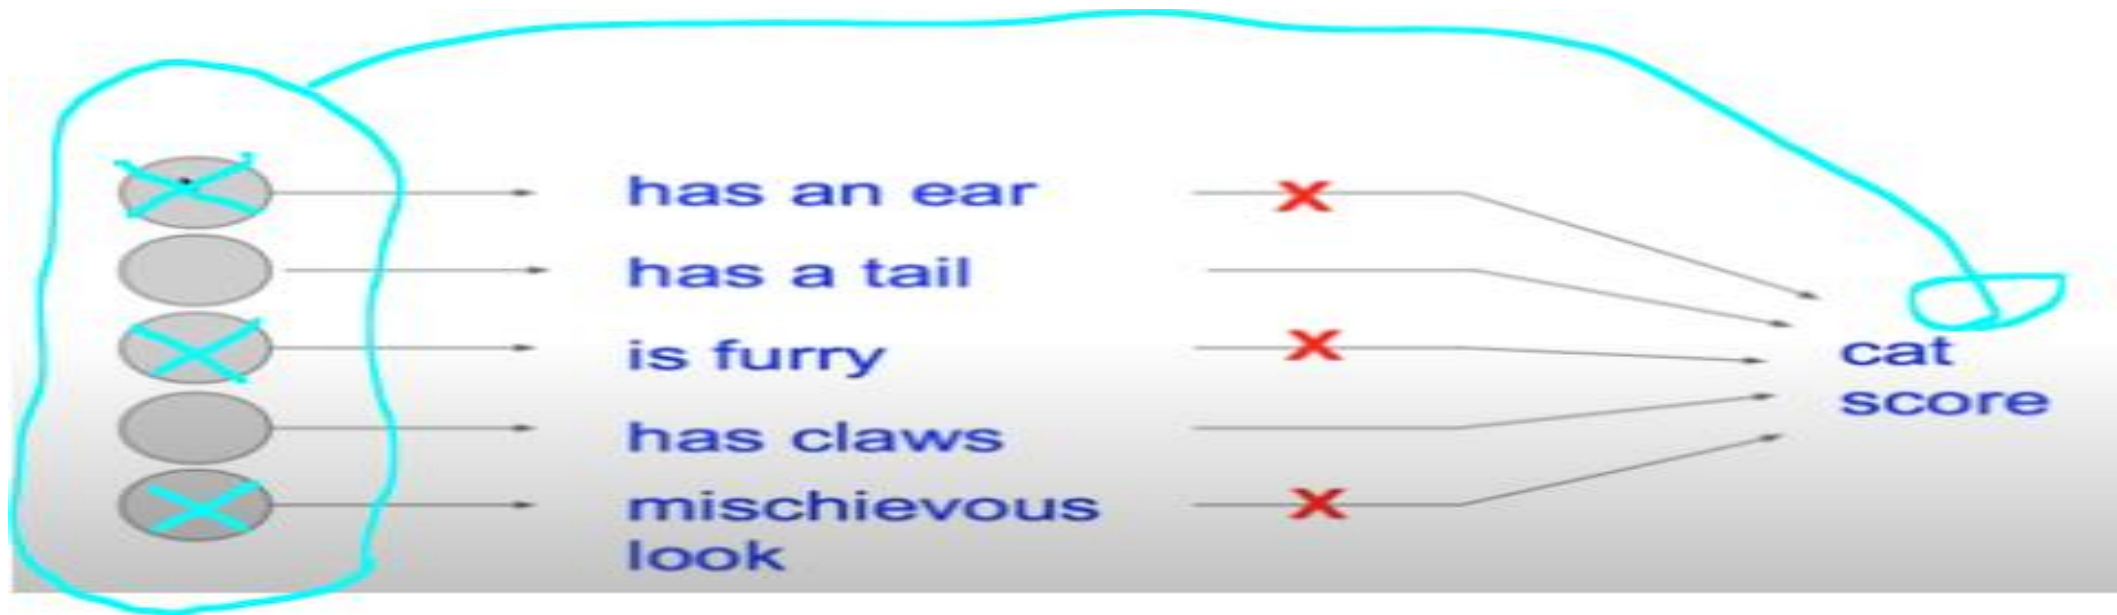 has an ear
has a tail
is furry
has claws
mischievous
look
cat
score